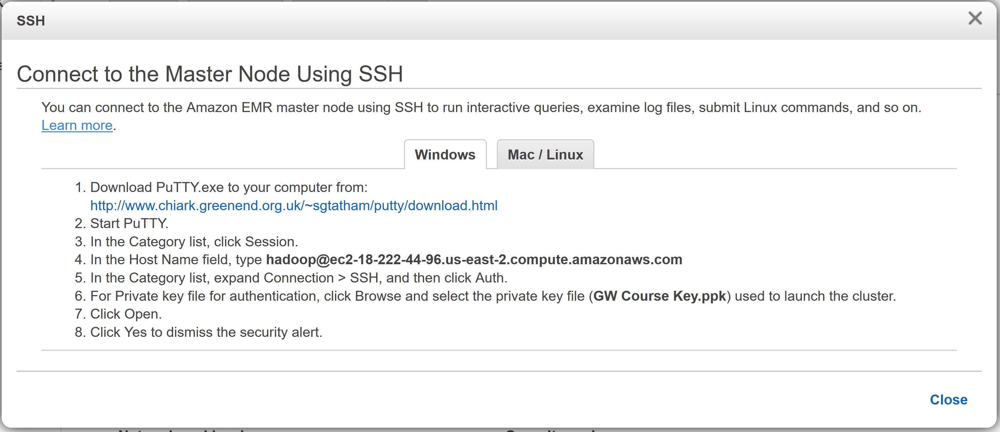 SSH
Connect to the Master Node Using SSH
You can connect to the Amazon EMR master node using SSH to run interactive queries, examine log files, submit Linux commands, and so on.
Learn more.
Windows Mac / Linux
1. Download PuTTY.exe to your computer from:
http://www.chiark.greenend.org.uk/~sgtatham/putty/download.html
2. Start PuTTY.
3. In the Category list, click Session.
4. In the Host Name field, type hadoop@ec2-18-222-44-96.us-east-2.compute.amazonaws.com
5. In the Category list, expand Connection > SSH, and then click Auth.
6. For Private key file for authentication, click Browse and select the private key file (GW Course Key.ppk) used to launch the cluster.
7. Click Open.
8. Click Yes to dismiss the security alert.
Close